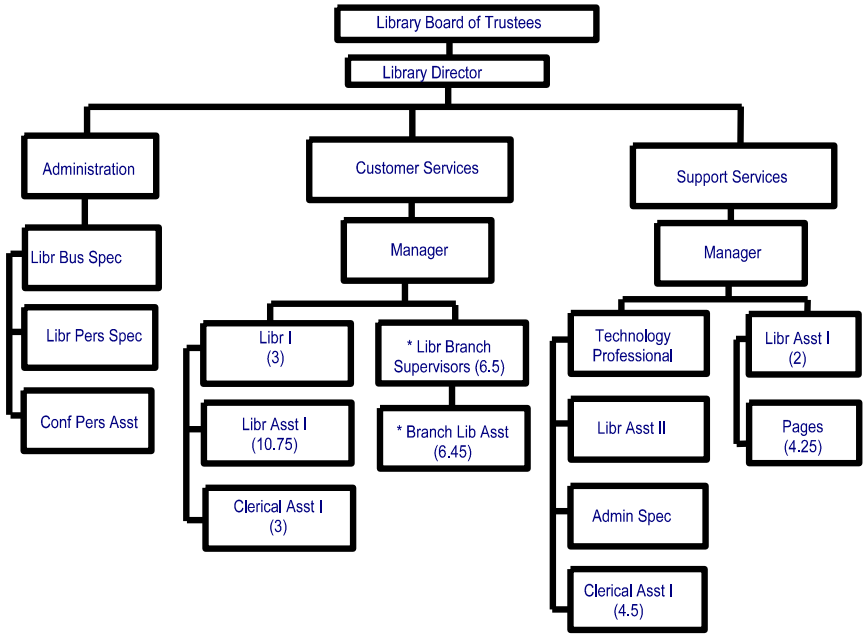 Library Board of Trustees
Library Director
Administration
Customer Services
Support Services
Libr Bus Spec
Libr Pers Spec
Conf Pers Asst
Manager
Libr I
(3)
Libr Asst I
(10.75)
Clerical Asst I
(3)
* Libr Branch
Supervisors (6.5)
* Branch Lib Asst
(6.45)
Manager
Technology
Professional
Libr Asst II
Admin Spec
Clerical Asst I
(4.5)
Libr Asst I
(2)
Pages
(4.25)